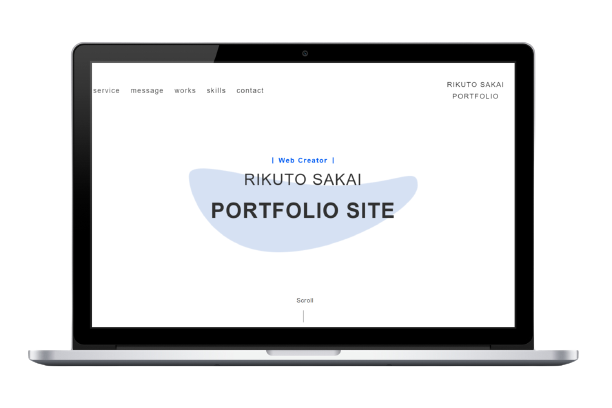 service message works skills contact
RIKUTO SAKAI
PORTFOLIO
| Web Creator |
RIKUTO SAKAI
PORTFOLIO SITE
Scroll